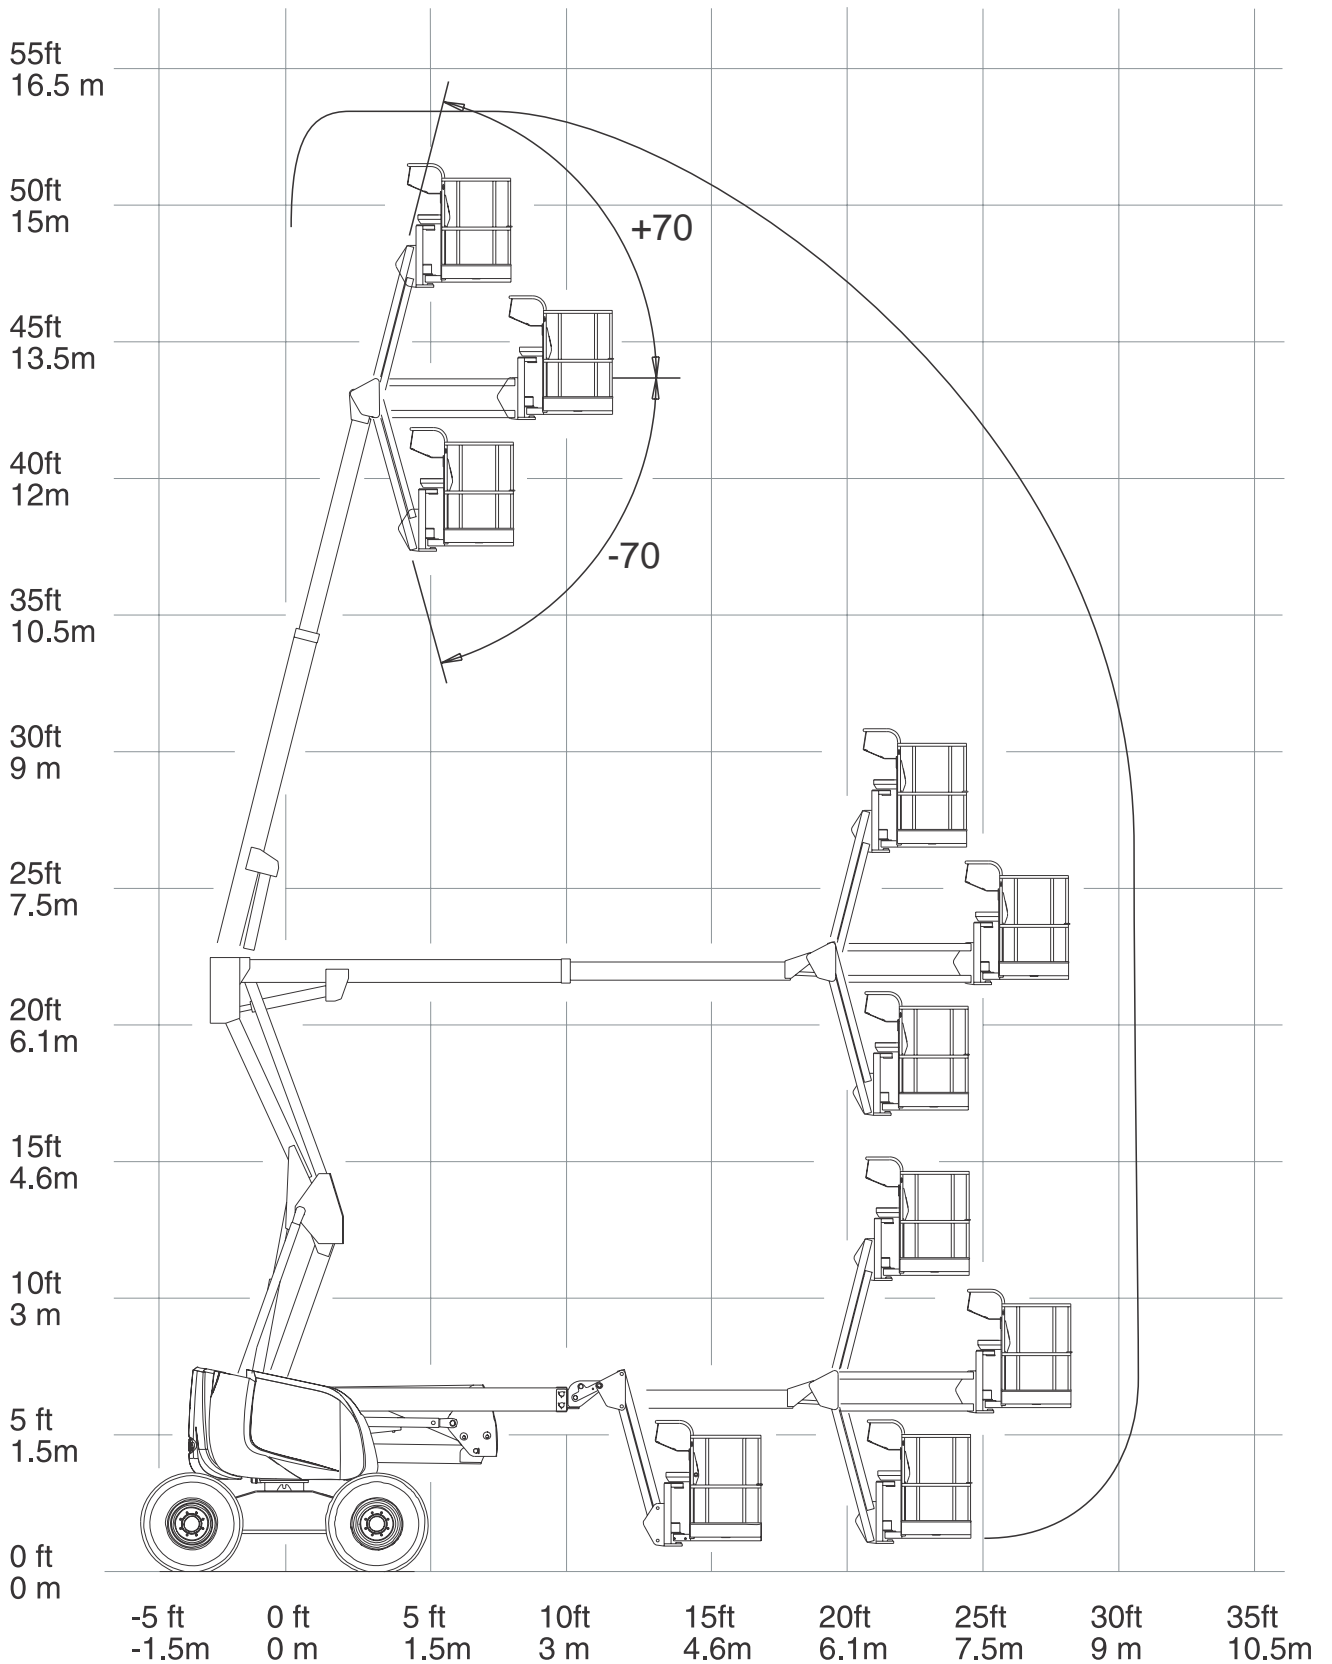 55ft
16.5 m
50ft
15m
+70
45ft
13.5m
40ft
12m
-70
35ft
10.5m
30ft
9 m
25ft
7.5m
20ft
6.1m
15ft
4.6m
10ft
3 m
5 ft
1.5m
0 ft
0 m
-5 ft 0 ft 5 ft 10ft 15ft 20ft 25ft 30ft 35ft
-1.5m 0 m 1.5m 3 m 4.6m 6.1m 7.5m 9 m 10.5m